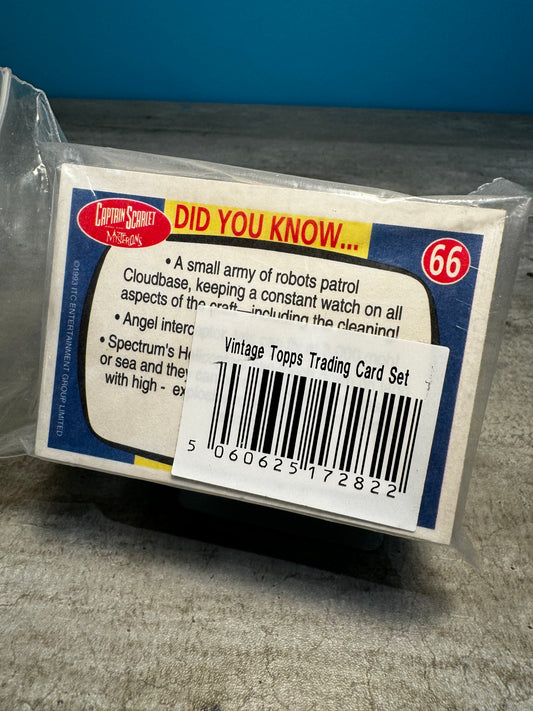 CAPTAIN SCARLET
AND THE
MYSTERONS
DID YOU KNOW...
66
• A small army of robots patrol
Cloudbase, keeping a constant watch on all
aspects of the craft - including the cleaning!
• Angel
• Spectrum's
or sea and they
with high -
©1993 ITC ENTERTAINMENT GROUP LIMITED
Vintage Topps Trading Card Set
5 060625 172822